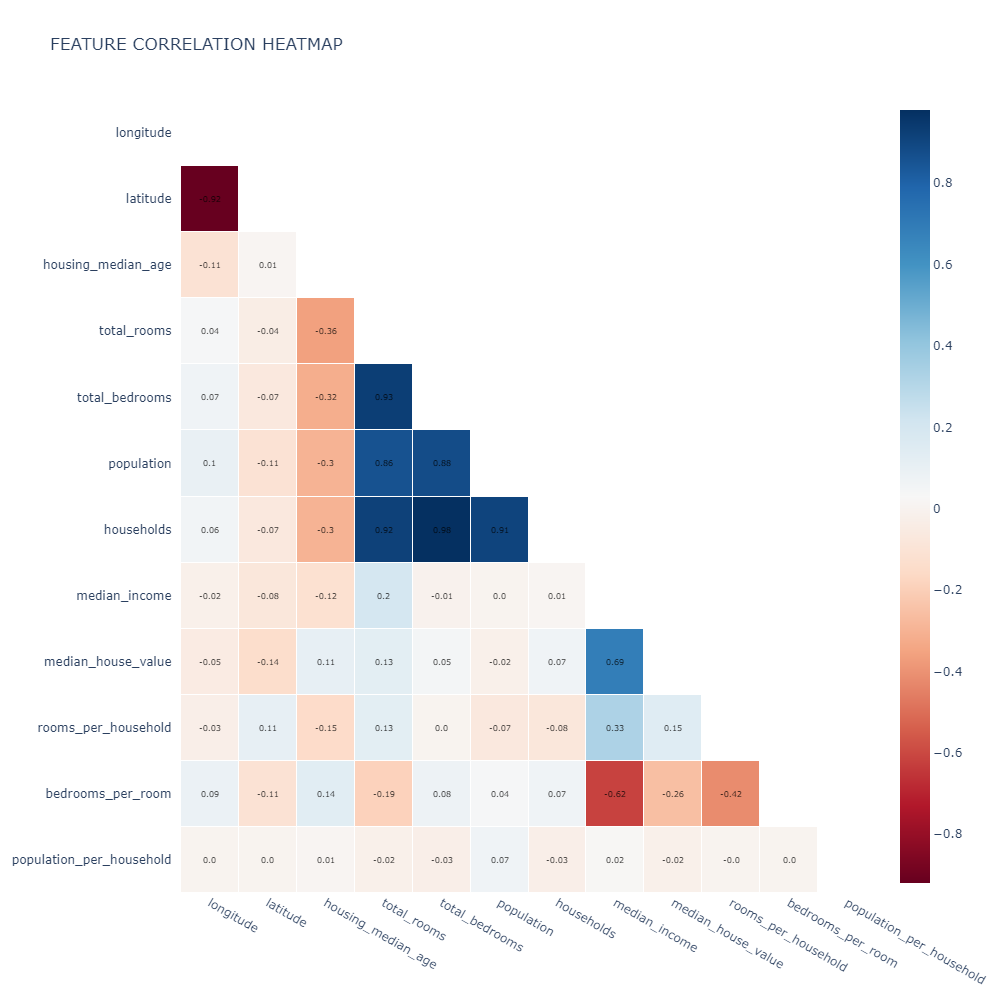 FEATURE CORRELATION HEATMAP
longitude
latitude -0.92
housing_median_age -0.11 0.01
total_rooms 0.04 -0.04 -0.36
total_bedrooms 0.07 -0.07 -0.32 0.93
population 0.1 -0.11 -0.3 0.86 0.88
households 0.06 -0.07 -0.3 0.92 0.98 0.91
median_income -0.02 -0.08 -0.12 0.2 -0.01 0.0 0.01
median_house_value -0.05 -0.14 0.11 0.13 0.05 -0.02 0.07 0.69
rooms_per_household -0.03 0.11 -0.15 0.13 0.0 -0.07 -0.08 0.33 0.15
bedrooms_per_room 0.09 -0.11 0.14 -0.19 0.08 0.04 0.07 -0.62 -0.26 -0.42
population_per_household 0.0 0.0 0.01 -0.02 -0.03 0.07 -0.03 0.02 -0.02 -0.0 0.0
longitude
latitude
housing_median_age
total_rooms
total_bedrooms
population
households
median_income
median_house_value
rooms_per_household
bedrooms_per_room
population_per_household
0.8
0.6
0.4
0.2
0
−0.2
−0.4
−0.6
−0.8